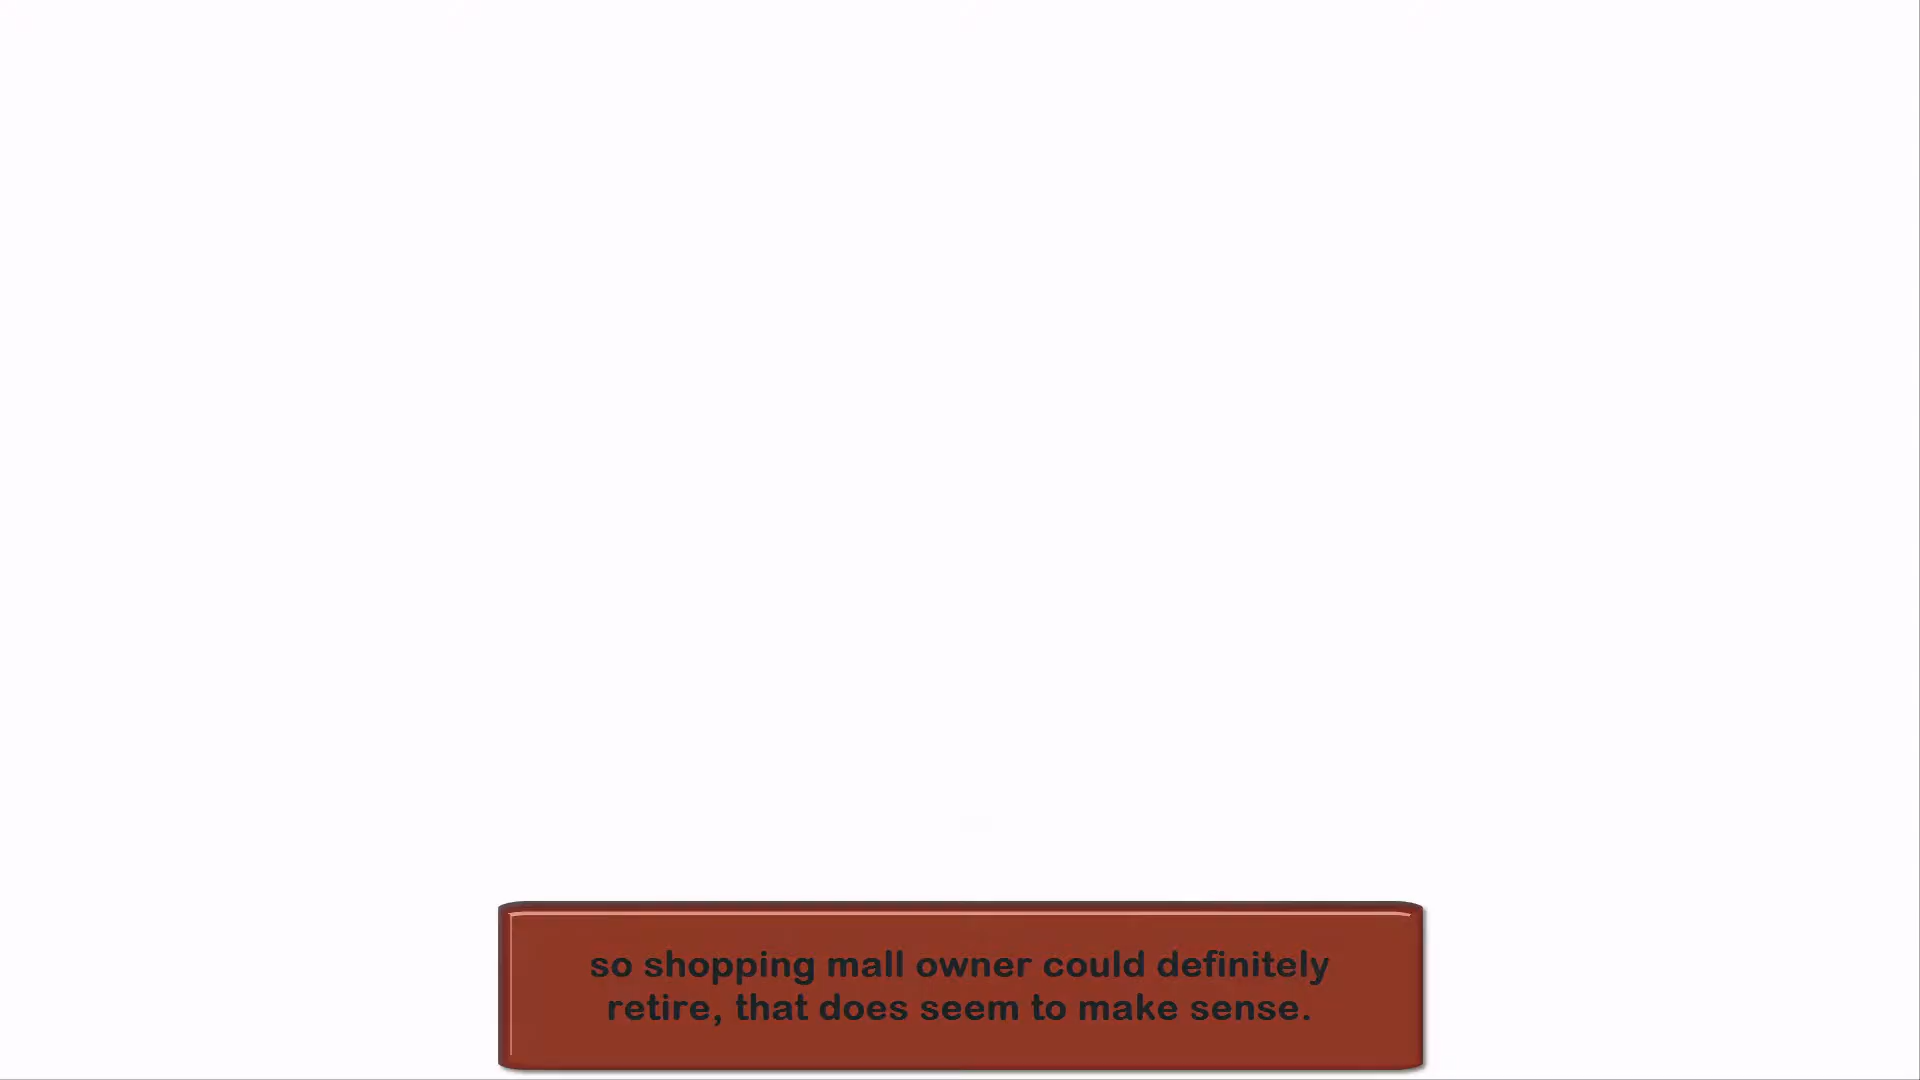 so shopping mall owner could definitely
retire, that does seem to make sense.